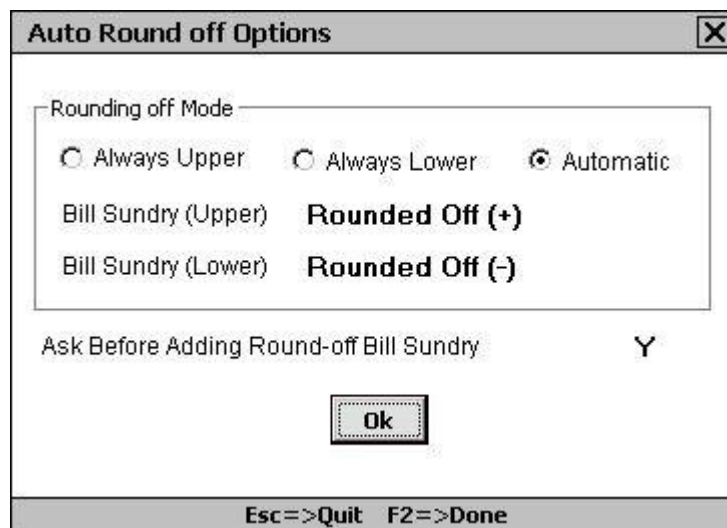 Auto Round off Options
Rounding off Mode
Always Upper Always Lower Automatic
Bill Sundry (Upper) Rounded Off (+)
Bill Sundry (Lower) Rounded Off (-)
Ask Before Adding Round-off Bill Sundry Y
Ok
Esc=>Quit F2=>Done